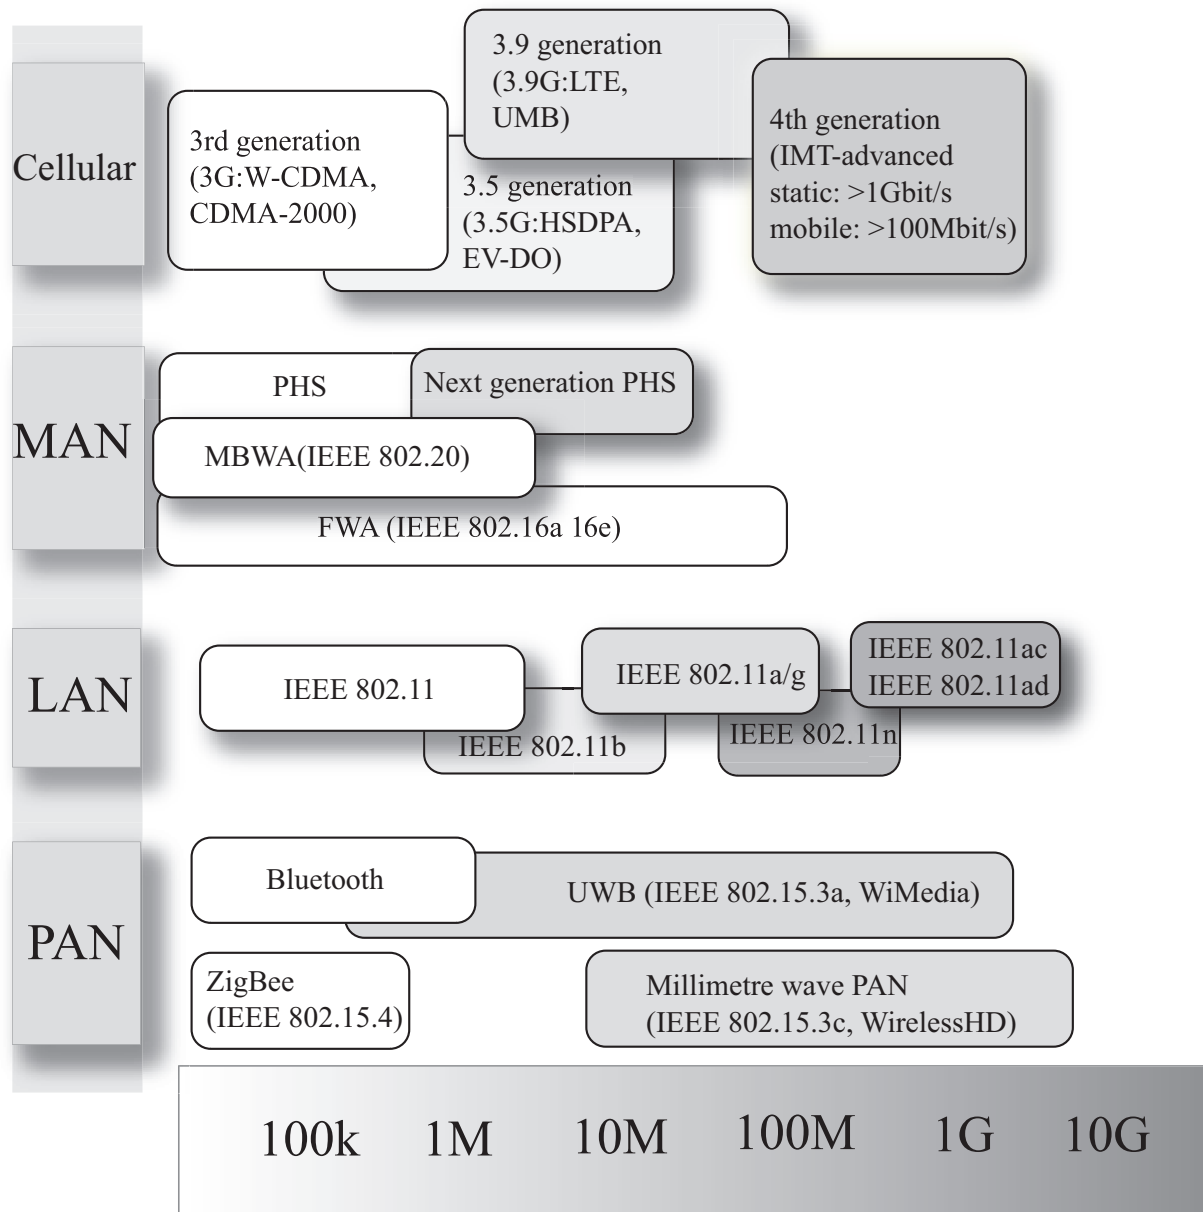 Cellular
3rd generation
(3G:W-CDMA,
CDMA-2000)
3.9 generation
(3.9G:LTE,
UMB)
3.5 generation
(3.5G:HSDPA,
EV-DO)
4th generation
(IMT-advanced
static: >1Gbit/s
mobile: >100Mbit/s)
MAN
PHS
Next generation PHS
MBWA(IEEE 802.20)
FWA (IEEE 802.16a 16e)
LAN
IEEE 802.11
IEEE 802.11b
IEEE 802.11a/g
IEEE 802.11n
IEEE 802.11ac
IEEE 802.11ad
PAN
Bluetooth
UWB (IEEE 802.15.3a, WiMedia)
ZigBee
(IEEE 802.15.4)
Millimetre wave PAN
(IEEE 802.15.3c, WirelessHD)
100k 1M 10M 100M 1G 10G